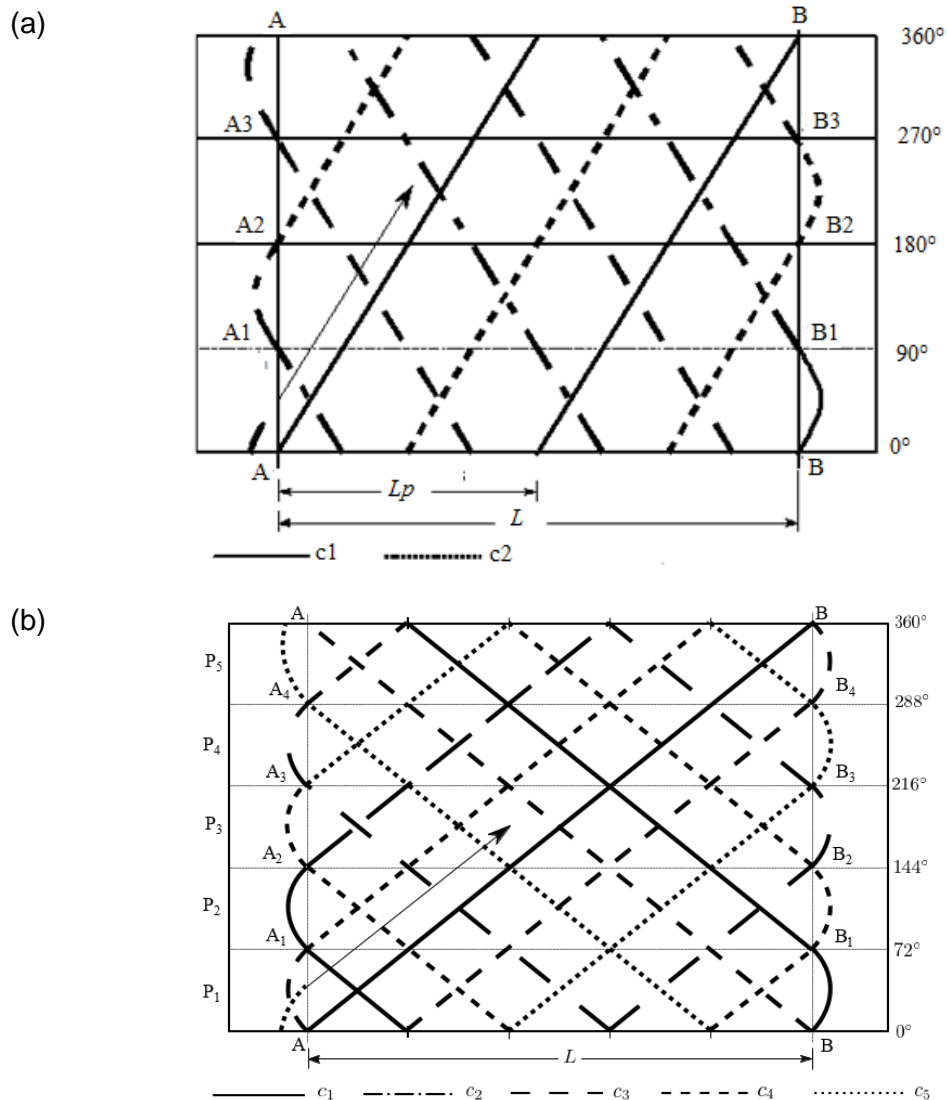 (a)
A B
360°
A3 B3
270°
A2 B2
180°
A1 B1
90°
0°
A B
Lp
L
c1 c2
(b)
A B
360°
P₅
A₄ B₄
288°
P₄
A₃ B₃
216°
P₃
A₂ B₂
144°
P₂
A₁ B₁
72°
P₁
0°
A B
L
c₁ c₂ c₃ c₄ c₅